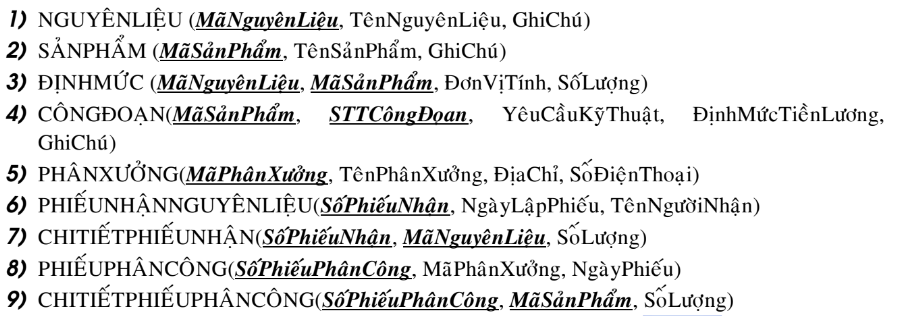 1) NGUYÊNLIỆU (MãNguyênLiệu, TênNguyênLiệu, GhiChú)
2) SẢNPHẨM (MãSảnPhẩm, TênSảnPhẩm, GhiChú)
3) ĐỊNHMỨC (MãNguyênLiệu, MãSảnPhẩm, ĐơnVịTính, SốLượng)
4) CÔNGĐOẠN(MãSảnPhẩm, STTCôngĐoạn, YêuCầuKỹThuật, ĐịnhMứcTiềnLương,
GhiChú)
5) PHÂNXƯỞNG(MãPhânXưởng, TênPhânXưởng, ĐịaChỉ, SốĐiệnThoại)
6) PHIẾUNHẬNNGUYÊNLIỆU(SốPhiếuNhận, NgàyLậpPhiếu, TênNgườiNhận)
7) CHITIẾTPHIẾUNHẬN(SốPhiếuNhận, MãNguyênLiệu, SốLượng)
8) PHIẾUPHÂNCÔNG(SốPhiếuPhânCông, MãPhânXưởng, NgàyPhiếu)
9) CHITIẾTPHIẾUPHÂNCÔNG(SốPhiếuPhânCông, MãSảnPhẩm, SốLượng)